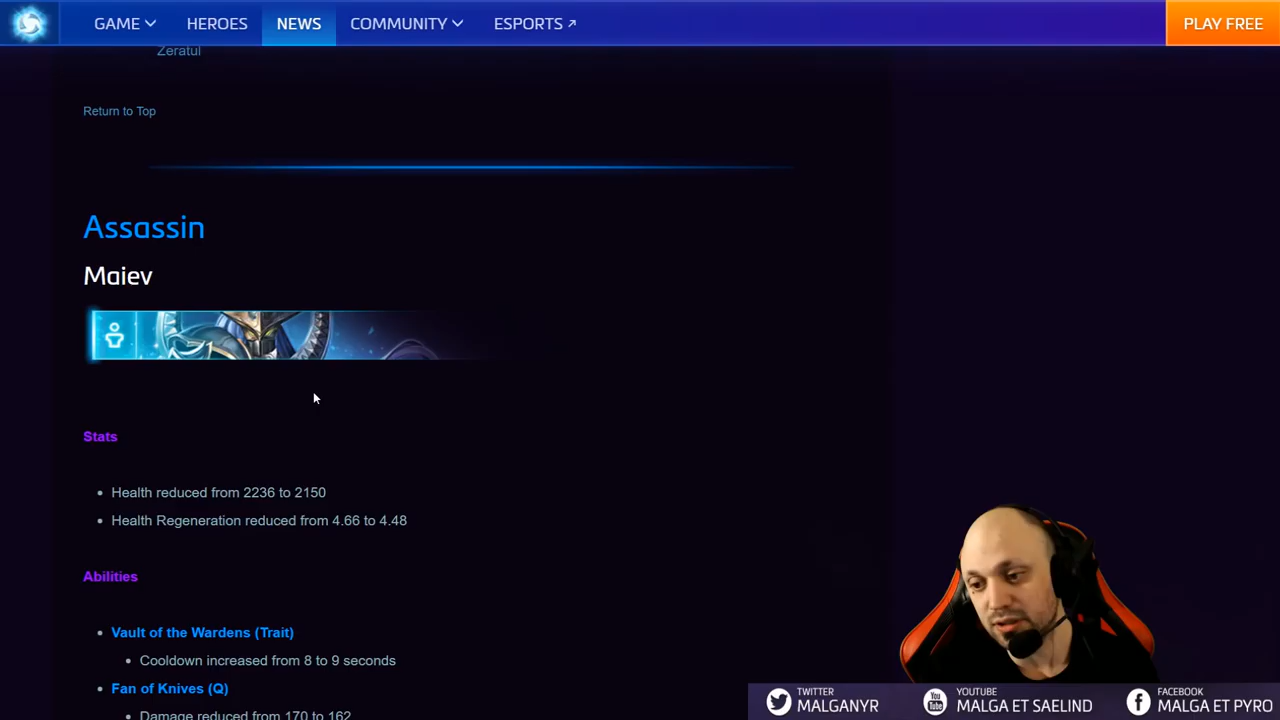 GAME HEROES NEWS COMMUNITY ESPORTS PLAY FREE
Zeratul
Return to Top
Assassin
Maiev
Stats
Health reduced from 2236 to 2150
Health Regeneration reduced from 4.66 to 4.48
Abilities
Vault of the Wardens (Trait)
Cooldown increased from 8 to 9 seconds
Fan of Knives (Q)
Damage reduced from 170 to 162
TWITTER
MALGANYR
YOUTUBE
MALGA ET SAELIND
FACEBOOK
MALGA ET PYRO